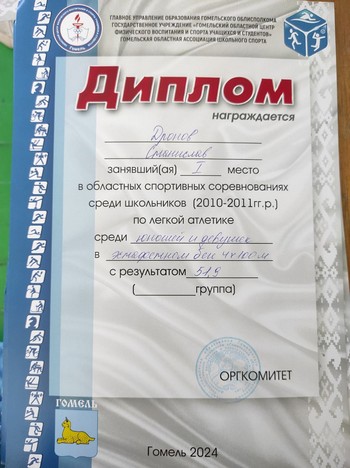 ГЛАВНОЕ УПРАВЛЕНИЕ ОБРАЗОВАНИЯ ГОМЕЛЬСКОГО ОБЛИСПОЛКОМА
ГОСУДАРСТВЕННОЕ УЧРЕЖДЕНИЕ «ГОМЕЛЬСКИЙ ОБЛАСТНОЙ ЦЕНТР
ФИЗИЧЕСКОГО ВОСПИТАНИЯ И СПОРТА УЧАЩИХСЯ И СТУДЕНТОВ»
ГОМЕЛЬСКАЯ ОБЛАСТНАЯ АССОЦИАЦИЯ ШКОЛЬНОГО СПОРТА
ДИПЛОМ
награждается
Дронов
Станислав
занявший(ая) I место
в областных спортивных соревнованиях
среди школьников (2010-2011гг.р.)
по легкой атлетике
среди юношей и девушек
в эстафетном беге 4х100м
с результатом 51,9
(________группа)
ОРГКОМИТЕТ
ГОМЕЛЬ
Гомель 2024